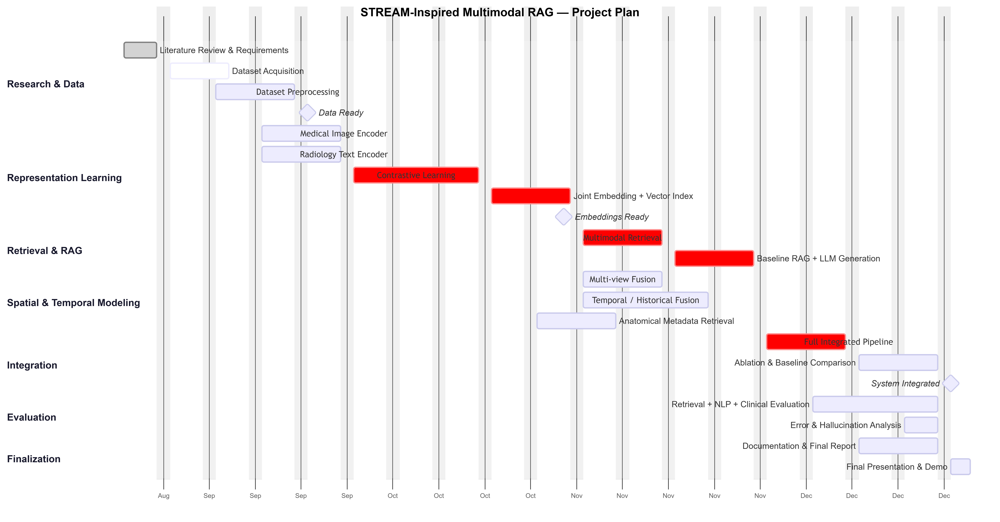 STREAM-Inspired Multimodal RAG — Project Plan
Literature Review & Requirements
Dataset Acquisition
Research & Data
Dataset Preprocessing
Data Ready
Medical Image Encoder
Radiology Text Encoder
Contrastive Learning
Representation Learning
Joint Embedding + Vector Index
Embeddings Ready
Multimodal Retrieval
Retrieval & RAG
Baseline RAG + LLM Generation
Multi-view Fusion
Temporal / Historical Fusion
Spatial & Temporal Modeling
Anatomical Metadata Retrieval
Full Integrated Pipeline
Ablation & Baseline Comparison
Integration
System Integrated
Retrieval + NLP + Clinical Evaluation
Evaluation
Error & Hallucination Analysis
Documentation & Final Report
Finalization
Final Presentation & Demo
Aug Sep Sep Sep Sep Oct Oct Oct Oct Nov Nov Nov Nov Nov Dec Dec Dec Dec